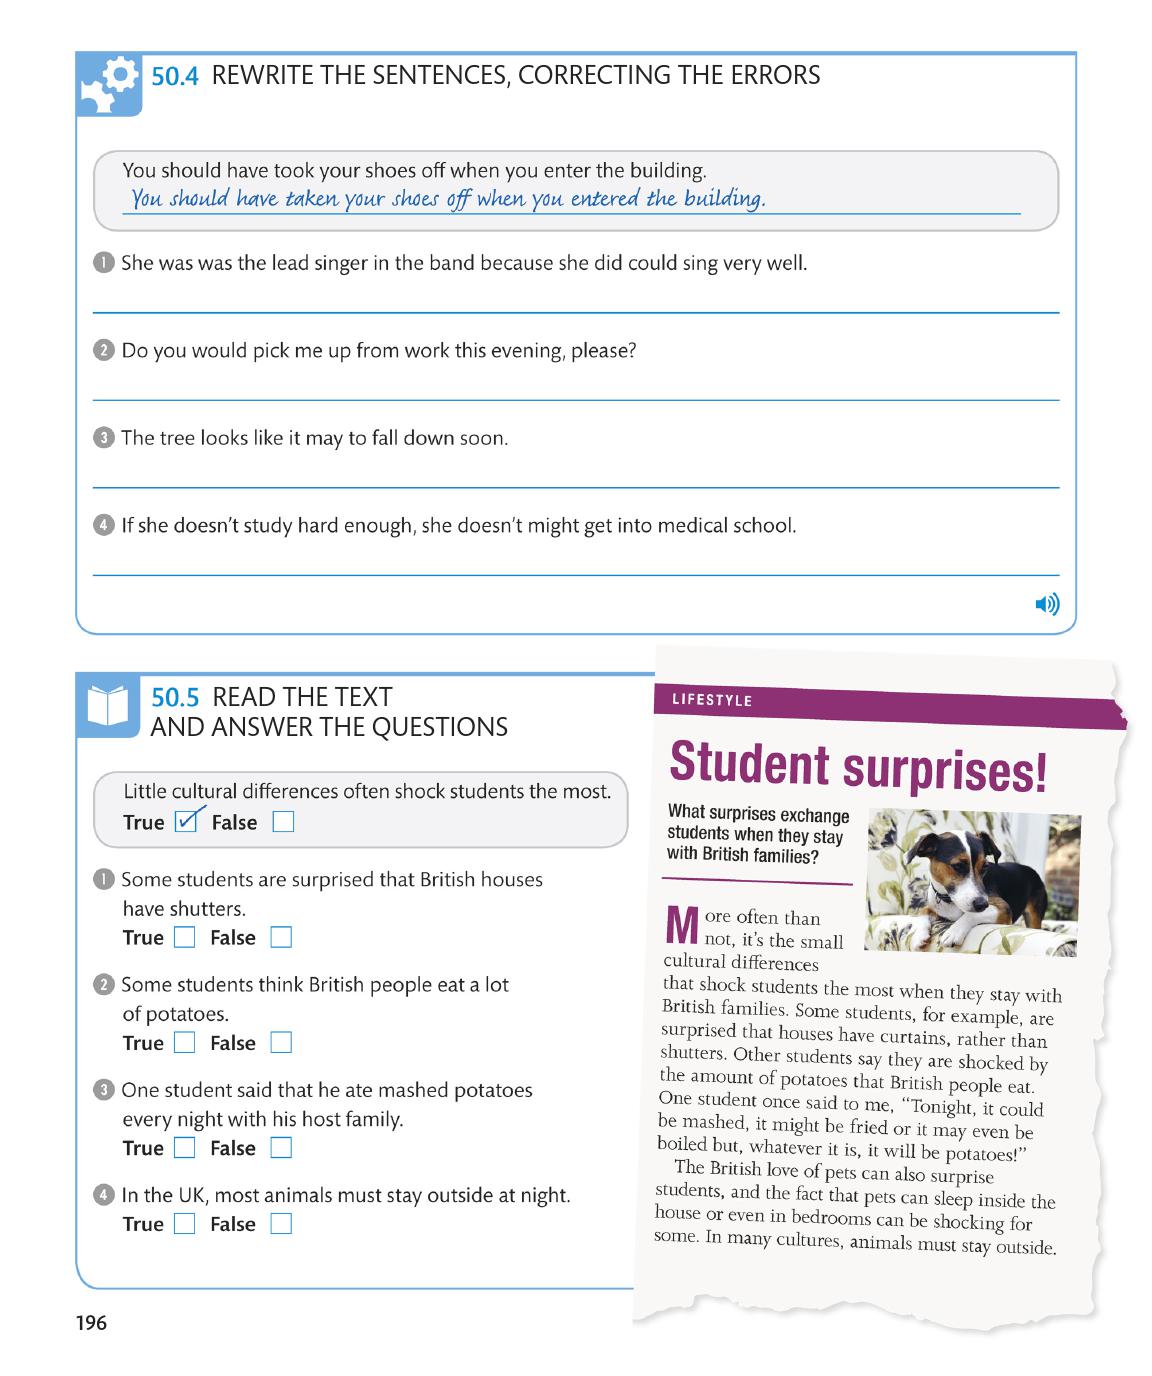 50.4 REWRITE THE SENTENCES, CORRECTING THE ERRORS
You should have took your shoes off when you enter the building.
You should have taken your shoes off when you entered the building.
1 She was was the lead singer in the band because she did could sing very well.
2 Do you would pick me up from work this evening, please?
3 The tree looks like it may to fall down soon.
4 If she doesn't study hard enough, she doesn't might get into medical school.
50.5 READ THE TEXT
AND ANSWER THE QUESTIONS
Little cultural differences often shock students the most.
True False
1 Some students are surprised that British houses
have shutters.
True False
2 Some students think British people eat a lot
of potatoes.
True False
3 One student said that he ate mashed potatoes
every night with his host family.
True False
4 In the UK, most animals must stay outside at night.
True False
LIFESTYLE
Student surprises!
What surprises exchange
students when they stay
with British families?
More often than
not, it's the small
cultural differences
that shock students the most when they stay with
British families. Some students, for example, are
surprised that houses have curtains, rather than
shutters. Other students say they are shocked by
the amount of potatoes that British people eat.
One student once said to me, “Tonight, it could
be mashed, it might be fried or it may even be
boiled but, whatever it is, it will be potatoes!”
The British love of pets can also surprise
students, and the fact that pets can sleep inside the
house or even in bedrooms can be shocking for
some. In many cultures, animals must stay outside.
196